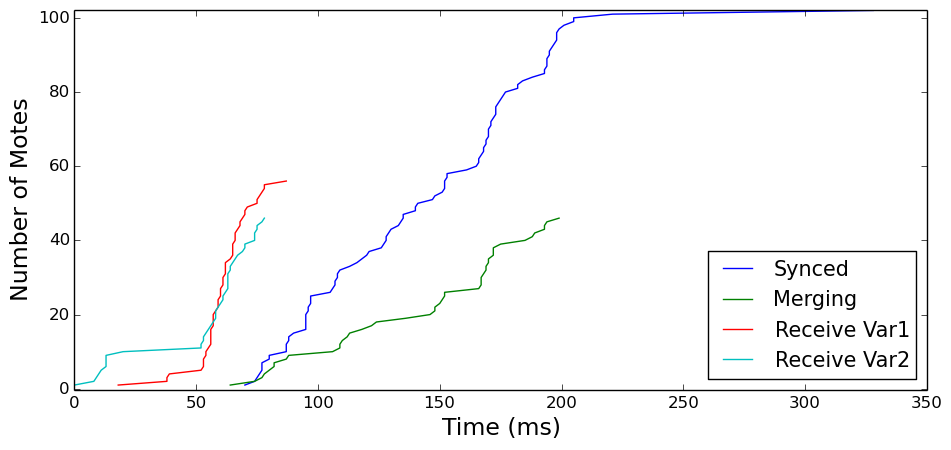 100
80
60
40
20
0
Number of Motes
0 50 100 150 200 250 300 350
Time (ms)
Synced
Merging
Receive Var1
Receive Var2